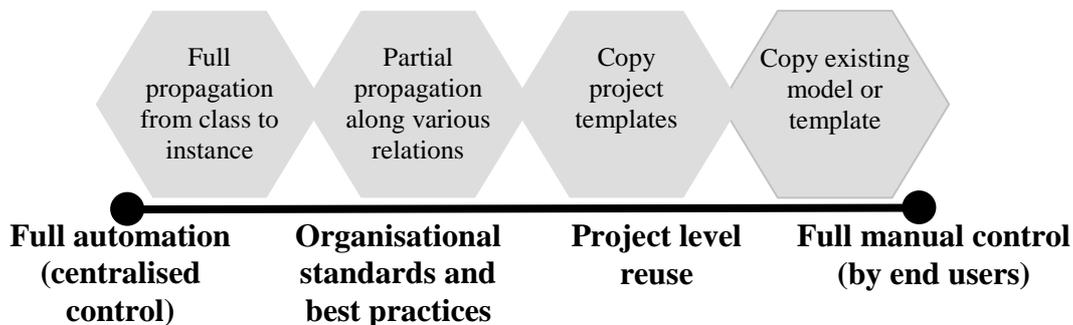 Full
propagation
from class to
instance
Partial
propagation
along various
relations
Copy
project
templates
Copy existing
model or
template
Full automation
(centralised
control)
Organisational
standards and
best practices
Project level
reuse
Full manual control
(by end users)